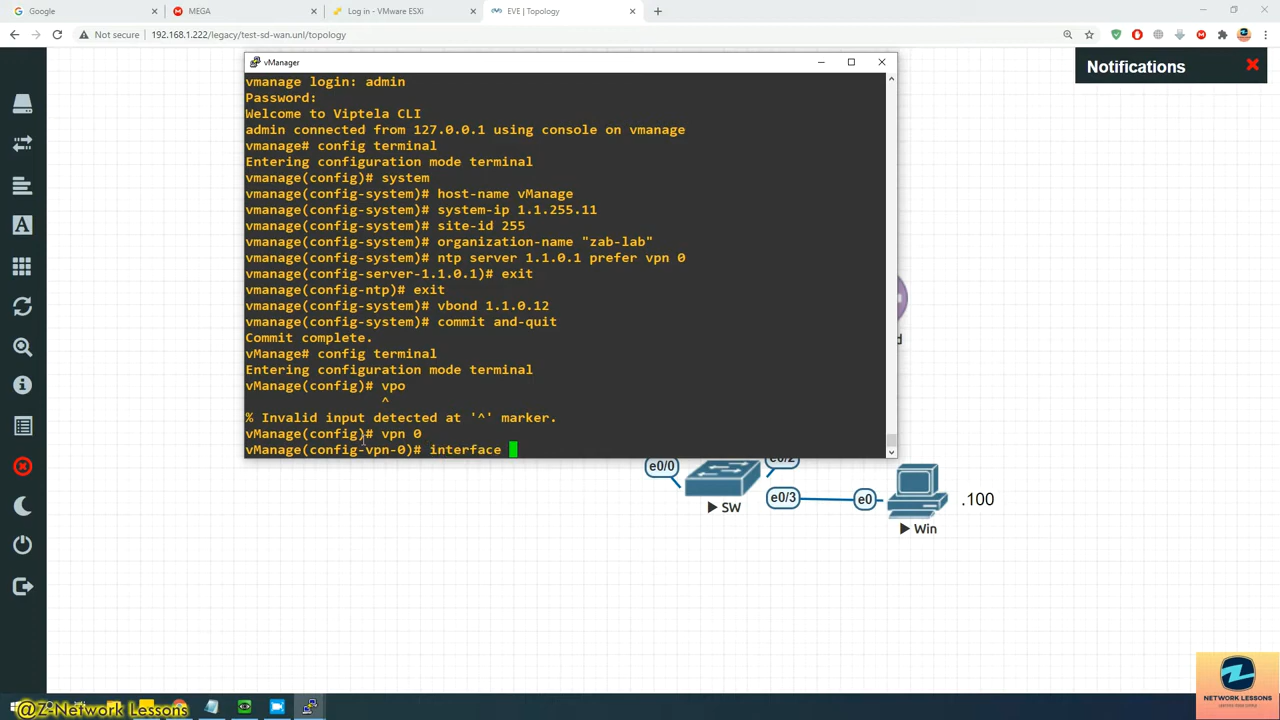 Google
MEGA
Log in - VMware ESXi
EVE | Topology
Not secure | 192.168.1.222/legacy/test-sd-wan.unl/topology
Notifications
vManager
vmanage login: admin
Password:
Welcome to Viptela CLI
admin connected from 127.0.0.1 using console on vmanage
vmanage# config terminal
Entering configuration mode terminal
vmanage(config)# system
vmanage(config-system)# host-name vManage
vmanage(config-system)# system-ip 1.1.255.11
vmanage(config-system)# site-id 255
vmanage(config-system)# organization-name "zab-lab"
vmanage(config-system)# ntp server 1.1.0.1 prefer vpn 0
vmanage(config-server-1.1.0.1)# exit
vmanage(config-ntp)# exit
vmanage(config-system)# vbond 1.1.0.12
vmanage(config-system)# commit and-quit
Commit complete.
vManage# config terminal
Entering configuration mode terminal
vManage(config)# vpo
^
% Invalid input detected at '^' marker.
vManage(config)# vpn 0
vManage(config-vpn-0)# interface
d
e0/0
e0/2
e0/3
e0
.100
SW
Win
@Z-Network Lessons
NETWORK LESSONS